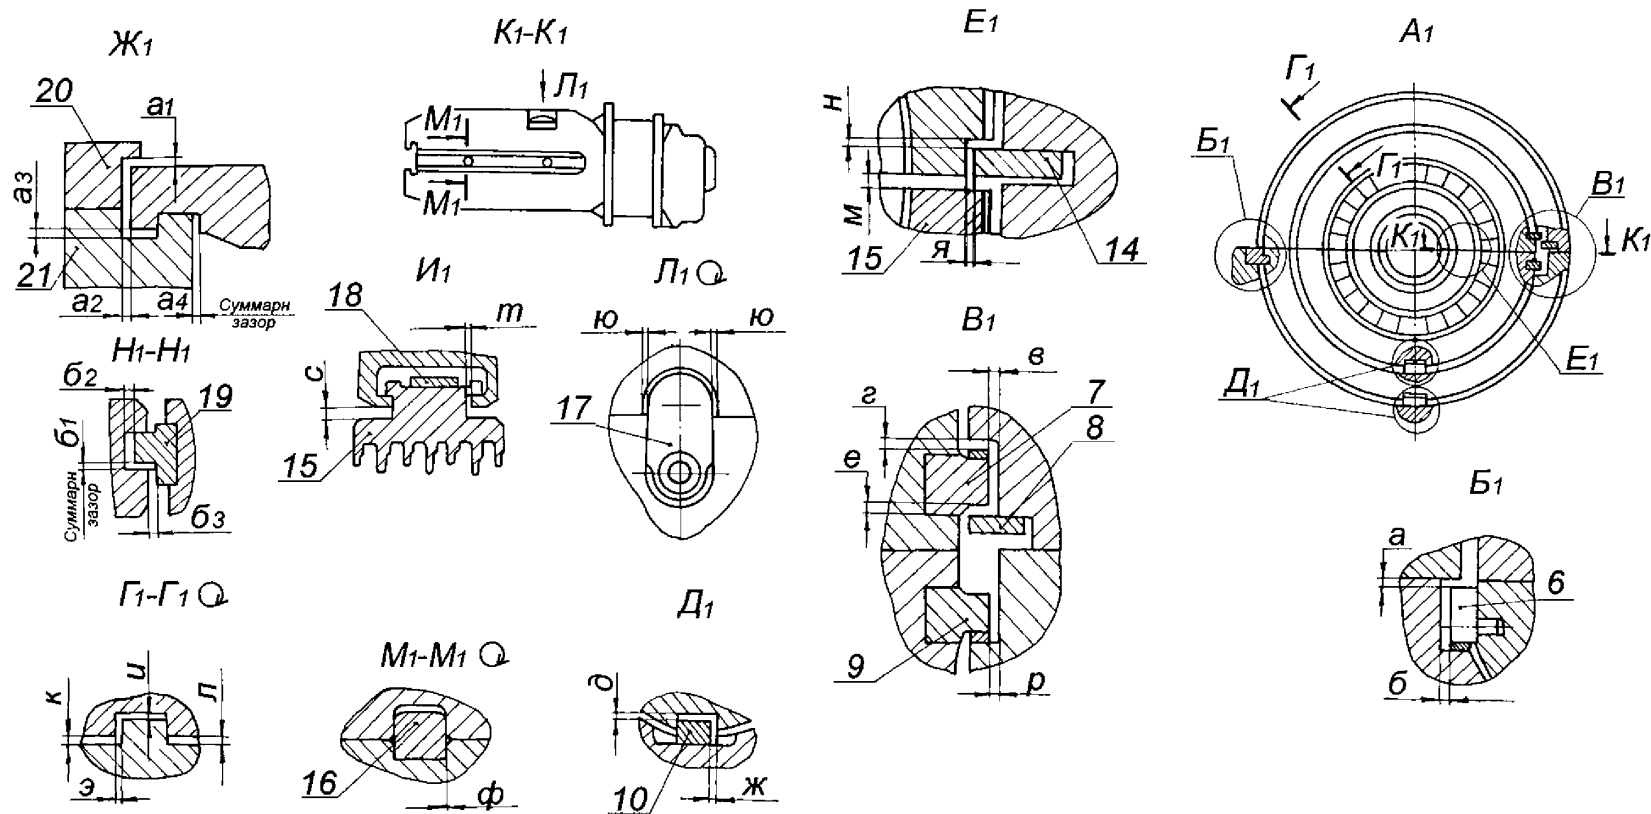 Ж1
20
а1
а3
21
а2
а4
Суммарн
зазор
К1-К1
Л1
М1
М1
Е1
н
м
15
я
14
А1
Г1
Б1
Г1
В1
К1
К1
Д1
Е1
Н1-Н1
б2
19
б1
Суммарн
зазор
б3
И1
18
т
с
15
Л1
ю
ю
17
В1
в
г
7
8
е
9
р
Б1
а
6
б
Г1-Г1
и
к
л
э
М1-М1
16
ф
Д1
д
10
ж